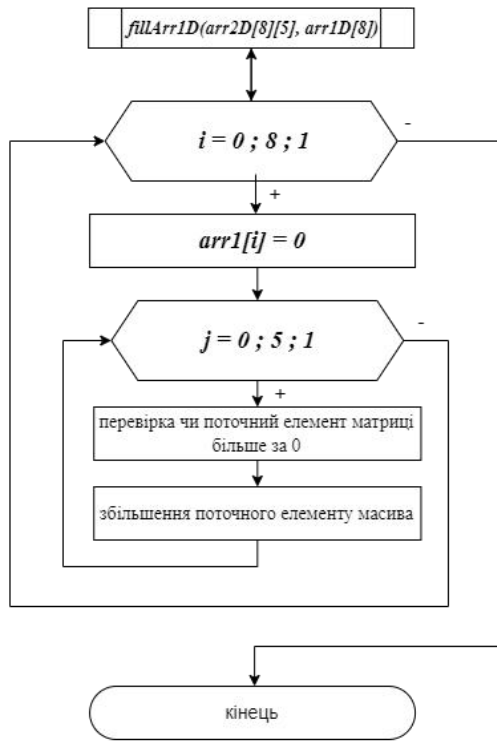 fillArr1D(arr2D[8][5], arr1D[8])
i = 0 ; 8 ; 1
-
+
arr1[i] = 0
j = 0 ; 5 ; 1
-
+
перевірка чи поточний елемент матриці
більше за 0
збільшення поточного елементу масива
кінець